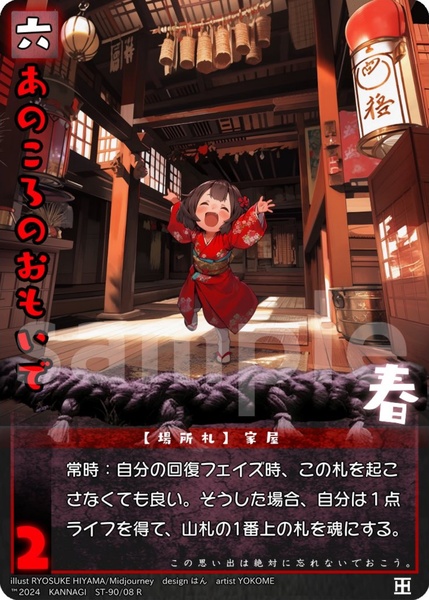 六
あのころのおもいで
福
sample
春
【場所札】家屋
常時：自分の回復フェイズ時、この札を起こ
さなくても良い。そうした場合、自分は１点
ライフを得て、山札の1番上の札を魂にする。
この思い出は絶対に忘れないでおこう。
2
illust RYOSUKE HIYAMA/Midjourney design はん artist YOKOME
™2024 KANNAGI ST-90/08 R